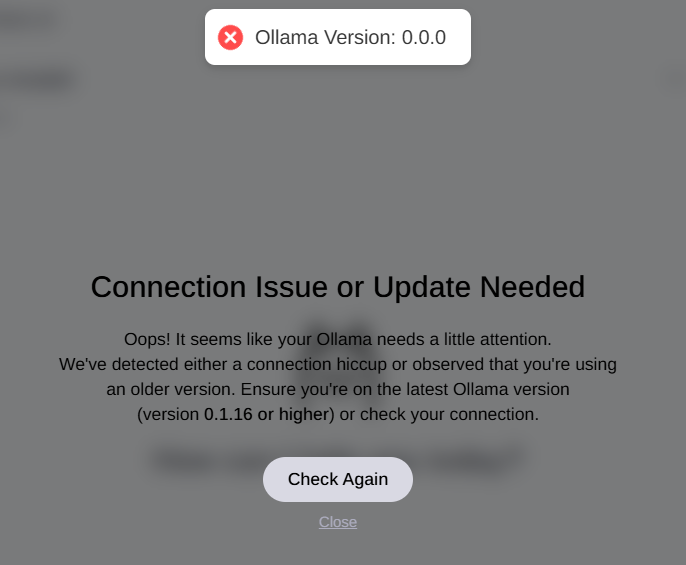 Ollama Version: 0.0.0
Connection Issue or Update Needed
Oops! It seems like your Ollama needs a little attention.
We've detected either a connection hiccup or observed that you're using
an older version. Ensure you're on the latest Ollama version
(version 0.1.16 or higher) or check your connection.
Check Again
Close